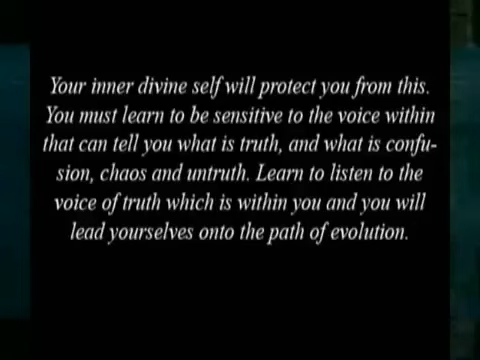 Your inner divine self will protect you from this.
You must learn to be sensitive to the voice within
that can tell you what is truth, and what is confu-
sion, chaos and untruth. Learn to listen to the
voice of truth which is within you and you will
lead yourselves onto the path of evolution.